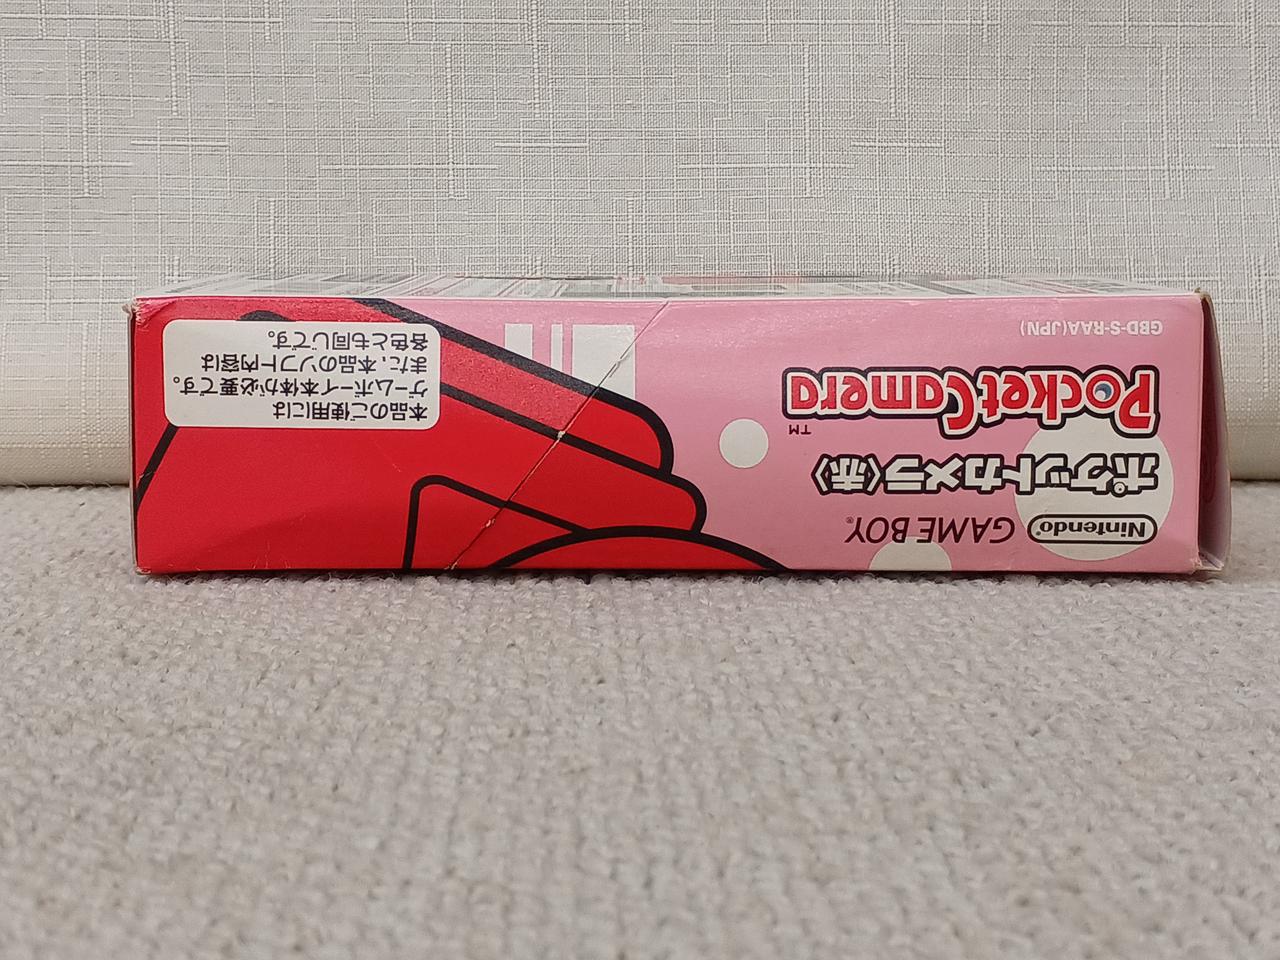 Nintendo® GAME BOY®
ポケットカメラ〈赤〉
PocketCamera™
GBD-S-RAA(JPN)
本品のご使用には
ゲームボーイ本体が必要です。
また、本品のソフト内容は
各色とも同じです。